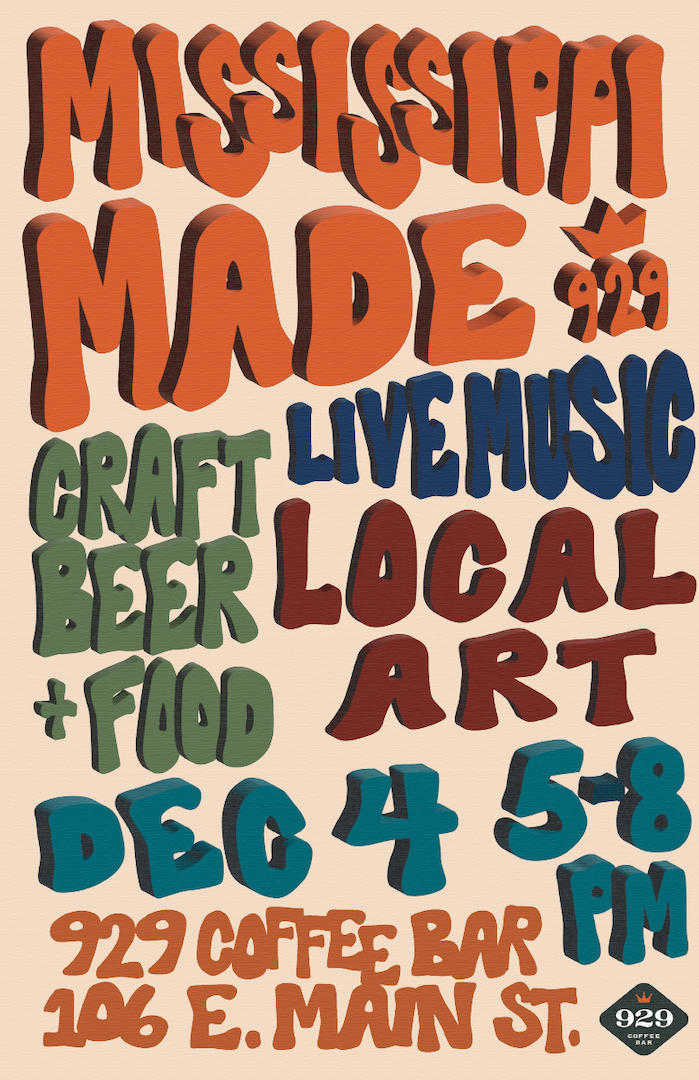 MISSISSIPPI
MADE
929
LIVE MUSIC
CRAFT
BEER
+ FOOD
LOCAL
ART
DEC 4 5-8
PM
929 COFFEE BAR
106 E. MAIN ST.
929
COFFEE
BAR